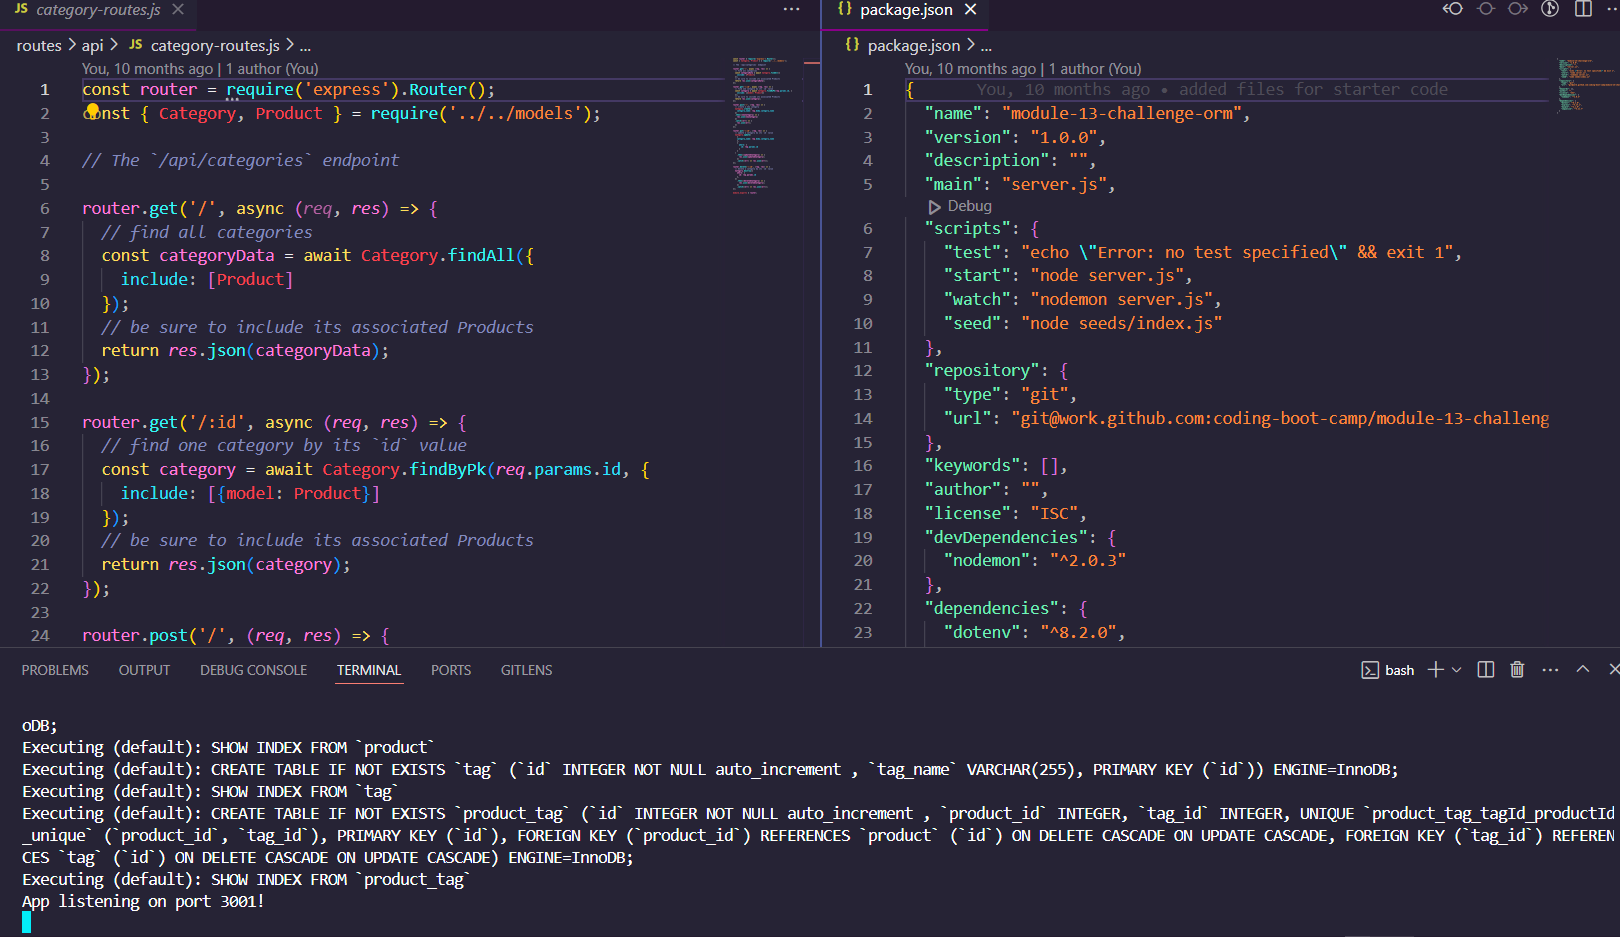 JS category-routes.js
routes > api > JS category-routes.js > ...
You, 10 months ago | 1 author (You)
1 const router = require('express').Router();
2 const { Category, Product } = require('../../models');
3
4 // The `/api/categories` endpoint
5
6 router.get('/', async (req, res) => {
7 // find all categories
8 const categoryData = await Category.findAll({
9 include: [Product]
10 });
11 // be sure to include its associated Products
12 return res.json(categoryData);
13 });
14
15 router.get('/:id', async (req, res) => {
16 // find one category by its `id` value
17 const category = await Category.findByPk(req.params.id, {
18 include: [{model: Product}]
19 });
20 // be sure to include its associated Products
21 return res.json(category);
22 });
23
24 router.post('/', (req, res) => {
{} package.json
{} package.json > ...
You, 10 months ago | 1 author (You)
1 { You, 10 months ago • added files for starter code
2 "name": "module-13-challenge-orm",
3 "version": "1.0.0",
4 "description": "",
5 "main": "server.js",
Debug
6 "scripts": {
7 "test": "echo \"Error: no test specified\" && exit 1",
8 "start": "node server.js",
9 "watch": "nodemon server.js",
10 "seed": "node seeds/index.js"
11 },
12 "repository": {
13 "type": "git",
14 "url": "git@work.github.com:coding-boot-camp/module-13-challeng
15 },
16 "keywords": [],
17 "author": "",
18 "license": "ISC",
19 "devDependencies": {
20 "nodemon": "^2.0.3"
21 },
22 "dependencies": {
23 "dotenv": "^8.2.0",
PROBLEMS OUTPUT DEBUG CONSOLE TERMINAL PORTS GITLENS bash
oDB;
Executing (default): SHOW INDEX FROM `product`
Executing (default): CREATE TABLE IF NOT EXISTS `tag` (`id` INTEGER NOT NULL auto_increment , `tag_name` VARCHAR(255), PRIMARY KEY (`id`)) ENGINE=InnoDB;
Executing (default): SHOW INDEX FROM `tag`
Executing (default): CREATE TABLE IF NOT EXISTS `product_tag` (`id` INTEGER NOT NULL auto_increment , `product_id` INTEGER, `tag_id` INTEGER, UNIQUE `product_tag_tagId_productId
_unique` (`product_id`, `tag_id`), PRIMARY KEY (`id`), FOREIGN KEY (`product_id`) REFERENCES `product` (`id`) ON DELETE CASCADE ON UPDATE CASCADE, FOREIGN KEY (`tag_id`) REFEREN
CES `tag` (`id`) ON DELETE CASCADE ON UPDATE CASCADE) ENGINE=InnoDB;
Executing (default): SHOW INDEX FROM `product_tag`
App listening on port 3001!